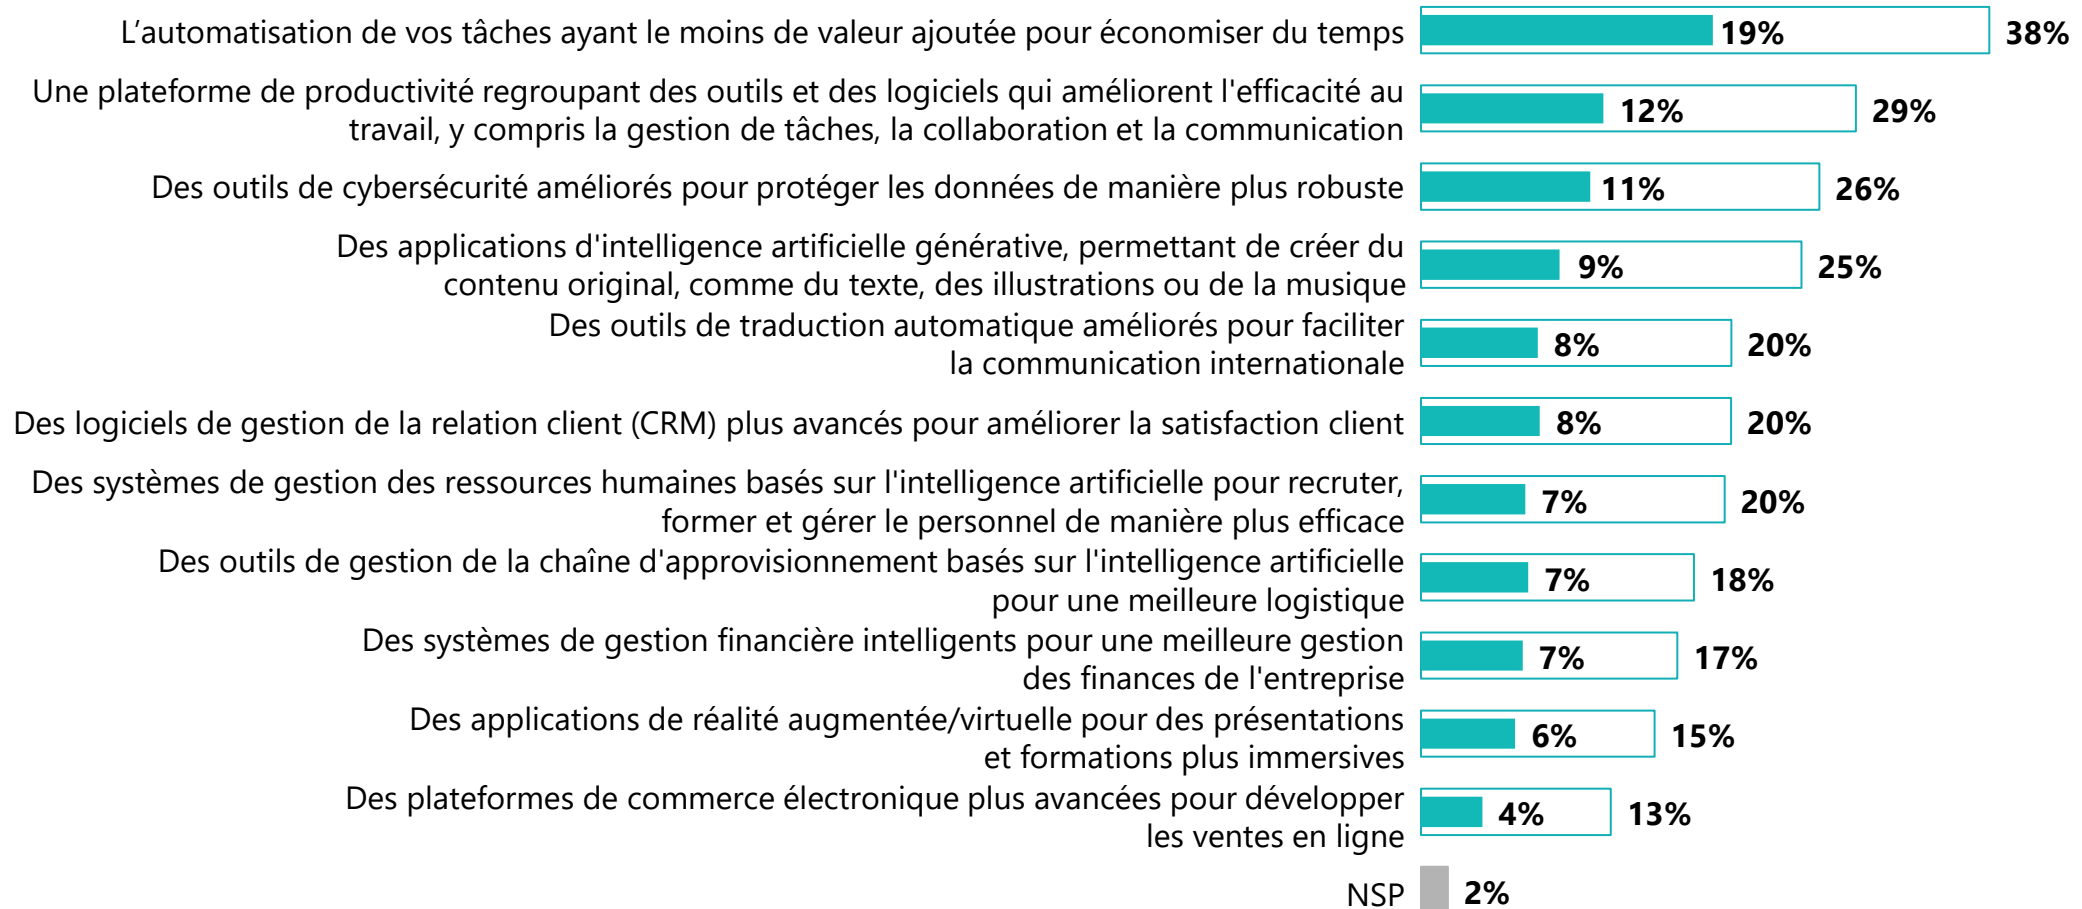 L’automatisation de vos tâches ayant le moins de valeur ajoutée pour économiser du temps 19% 38%
Une plateforme de productivité regroupant des outils et des logiciels qui améliorent l'efficacité au
travail, y compris la gestion de tâches, la collaboration et la communication 12% 29%
Des outils de cybersécurité améliorés pour protéger les données de manière plus robuste 11% 26%
Des applications d'intelligence artificielle générative, permettant de créer du
contenu original, comme du texte, des illustrations ou de la musique 9% 25%
Des outils de traduction automatique améliorés pour faciliter
la communication internationale 8% 20%
Des logiciels de gestion de la relation client (CRM) plus avancés pour améliorer la satisfaction client 8% 20%
Des systèmes de gestion des ressources humaines basés sur l'intelligence artificielle pour recruter,
former et gérer le personnel de manière plus efficace 7% 20%
Des outils de gestion de la chaîne d'approvisionnement basés sur l'intelligence artificielle
pour une meilleure logistique 7% 18%
Des systèmes de gestion financière intelligents pour une meilleure gestion
des finances de l'entreprise 7% 17%
Des applications de réalité augmentée/virtuelle pour des présentations
et formations plus immersives 6% 15%
Des plateformes de commerce électronique plus avancées pour développer
les ventes en ligne 4% 13%
NSP 2%